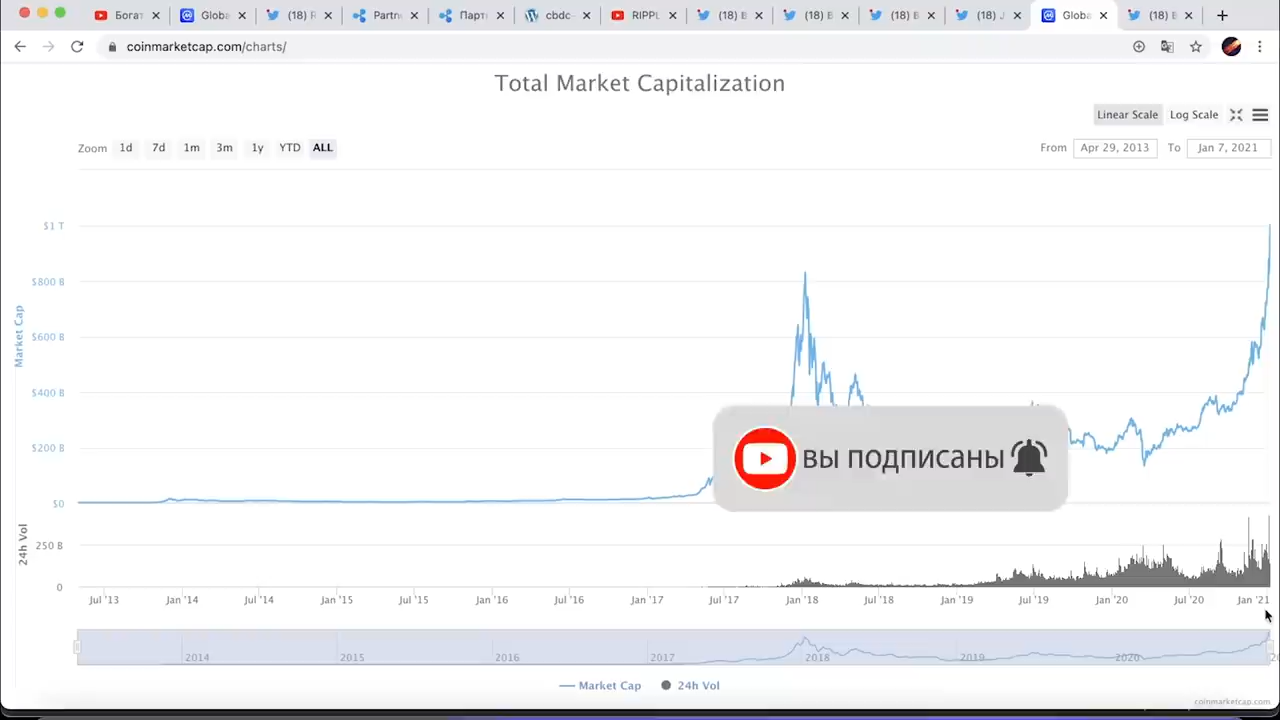 Богат
Globa
(18) F
Partn
Парті
cbdc-
RIPPL
(18) B
(18) B
(18) B
(18) J
Globa
(18) B
coinmarketcap.com/charts/
Total Market Capitalization
Linear Scale Log Scale
Zoom 1d 7d 1m 3m 1y YTD ALL
From Apr 29, 2013 To Jan 7, 2021
$1 T
$800 B
$600 B
$400 B
$200 B
$0
Market Cap
вы подписаны
24h Vol
250 B
0
Jul '13 Jan '14 Jul '14 Jan '15 Jul '15 Jan '16 Jul '16 Jan '17 Jul '17 Jan '18 Jul '18 Jan '19 Jul '19 Jan '20 Jul '20 Jan '21
2014 2015 2016 2017 2018 2019 2020
Market Cap 24h Vol
coinmarketcap.com